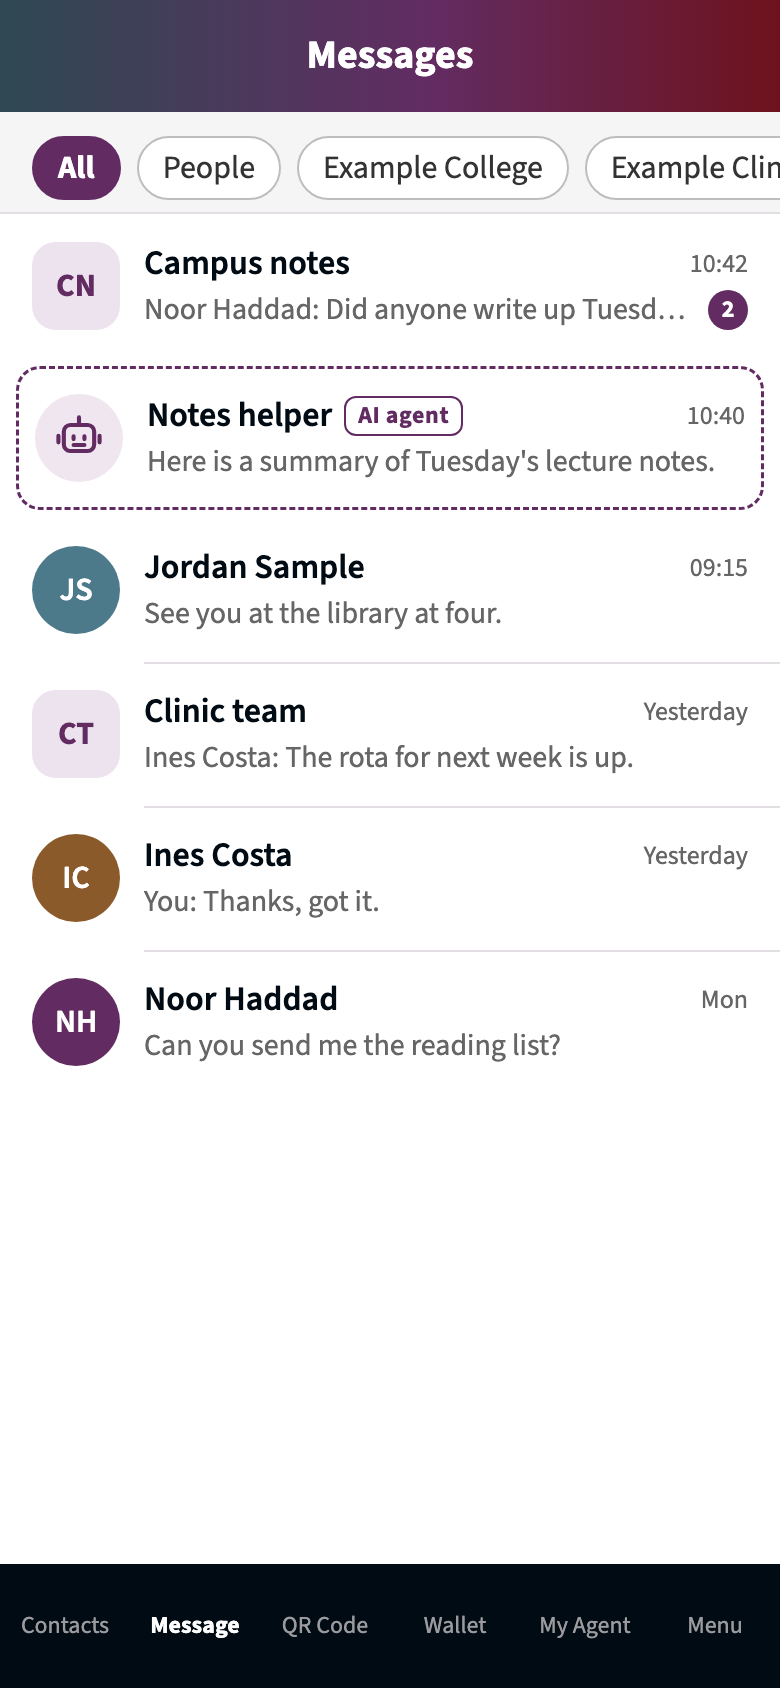 Messages
All People Example College Example Clin
CN Campus notes 10:42
Noor Haddad: Did anyone write up Tuesd… 2
Notes helper AI agent 10:40
Here is a summary of Tuesday's lecture notes.
JS Jordan Sample 09:15
See you at the library at four.
CT Clinic team Yesterday
Ines Costa: The rota for next week is up.
IC Ines Costa Yesterday
You: Thanks, got it.
NH Noor Haddad Mon
Can you send me the reading list?
Contacts Message QR Code Wallet My Agent Menu